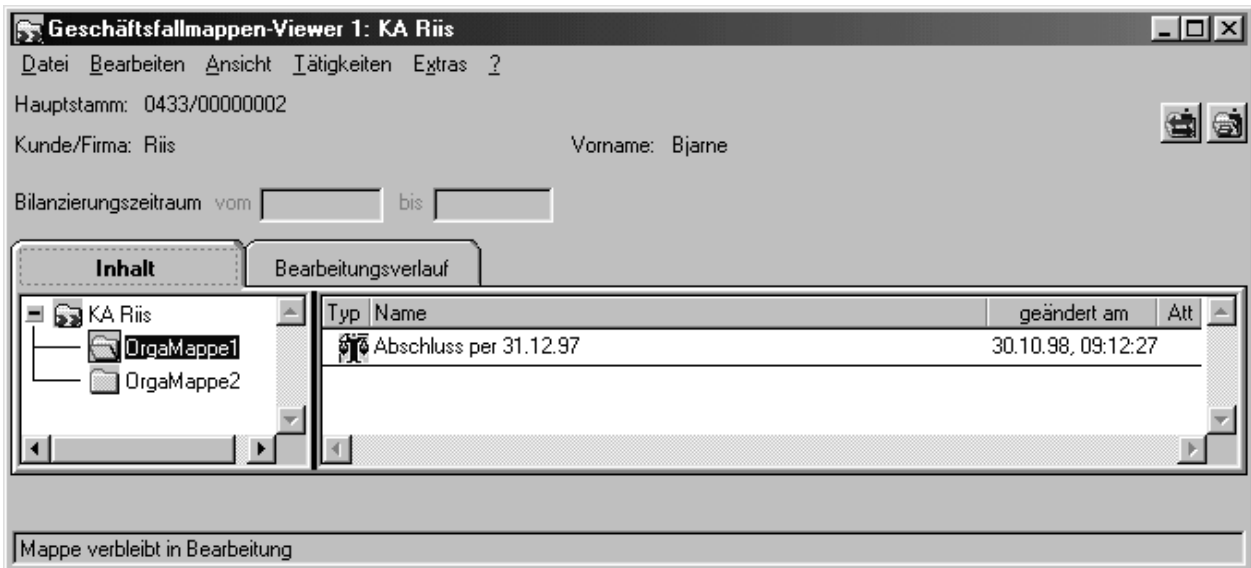 Geschäftsfallmappen-Viewer 1: KA Riis
Datei Bearbeiten Ansicht Tätigkeiten Extras ?
Hauptstamm: 0433/00000002
Kunde/Firma: Riis Vorname: Bjarne
Bilanzierungszeitraum vom bis
Inhalt Bearbeitungsverlauf
KA Riis Typ Name geändert am Att
OrgaMappe1 Abschluss per 31.12.97 30.10.98, 09:12:27
OrgaMappe2
Mappe verbleibt in Bearbeitung